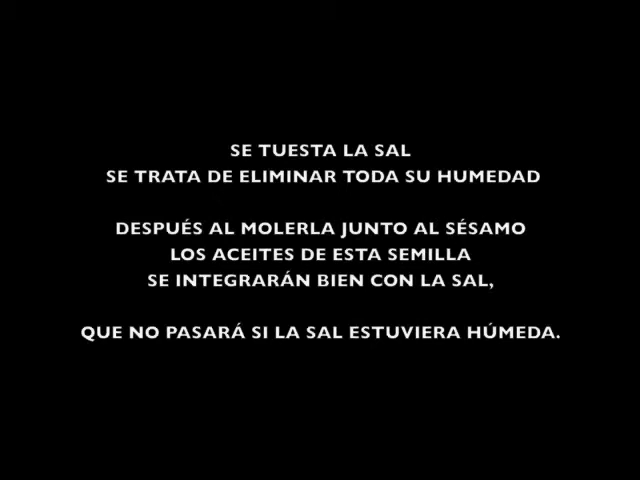 SE TUESTA LA SAL
SE TRATA DE ELIMINAR TODA SU HUMEDAD
DESPUÉS AL MOLERLA JUNTO AL SÉSAMO
LOS ACEITES DE ESTA SEMILLA
SE INTEGRARÁN BIEN CON LA SAL,
QUE NO PASARÁ SI LA SAL ESTUVIERA HÚMEDA.